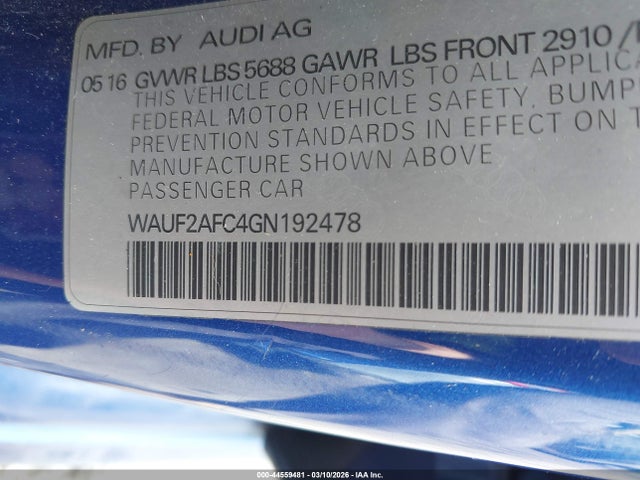 MFD. BY AUDI AG
05 16 GVWR LBS 5688 GAWR LBS FRONT 2910
THIS VEHICLE CONFORMS TO ALL
FEDERAL MOTOR VEHICLE SAFETY,
PREVENTION STANDARDS IN EFFECT ON
MANUFACTURE SHOWN ABOVE
PASSENGER CAR
WAUF2AFC4GN192478
000-44559481 - 03/10/2026 - IAA Inc.